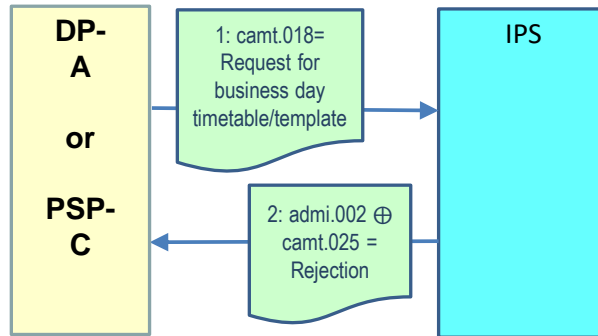 DP-
A
or
PSP-
C
1: camt.018=
Request for
business day
timetable/template
IPS
2: admi.002 ⊕
camt.025 =
Rejection